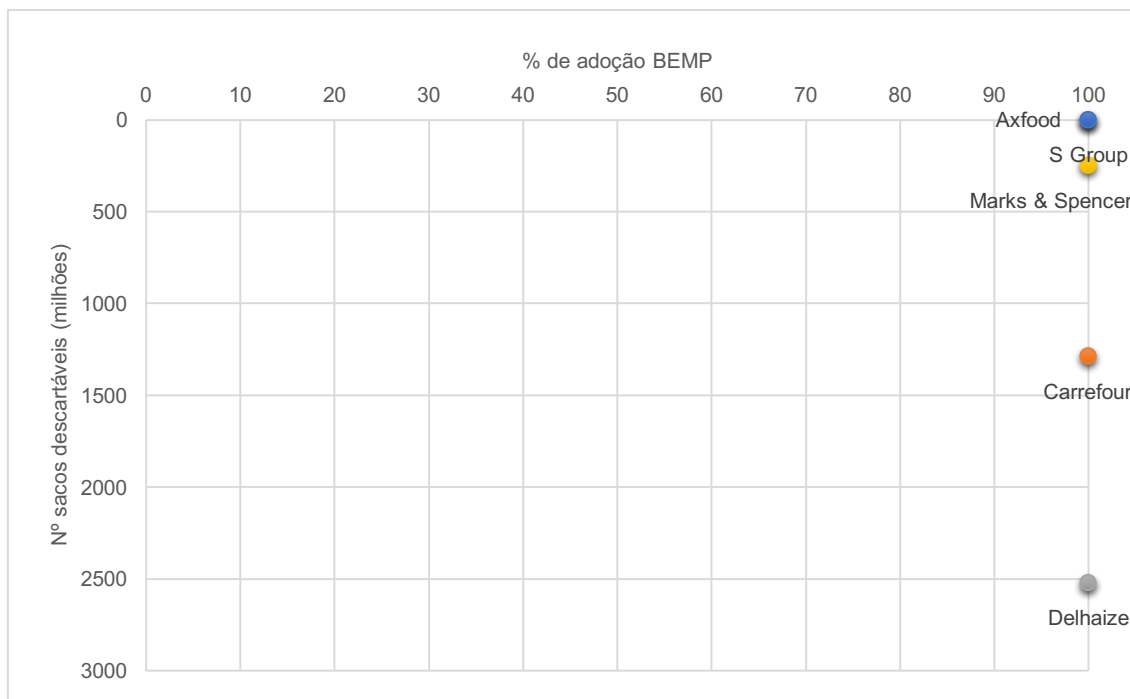 % de adoção BEMP
0 10 20 30 40 50 60 70 80 90 100
0
Axfood
S Group
Marks & Spencer
500
1000
Carrefour
1500
2000
2500
Delhaize
3000
Nº sacos descartáveis (milhões)